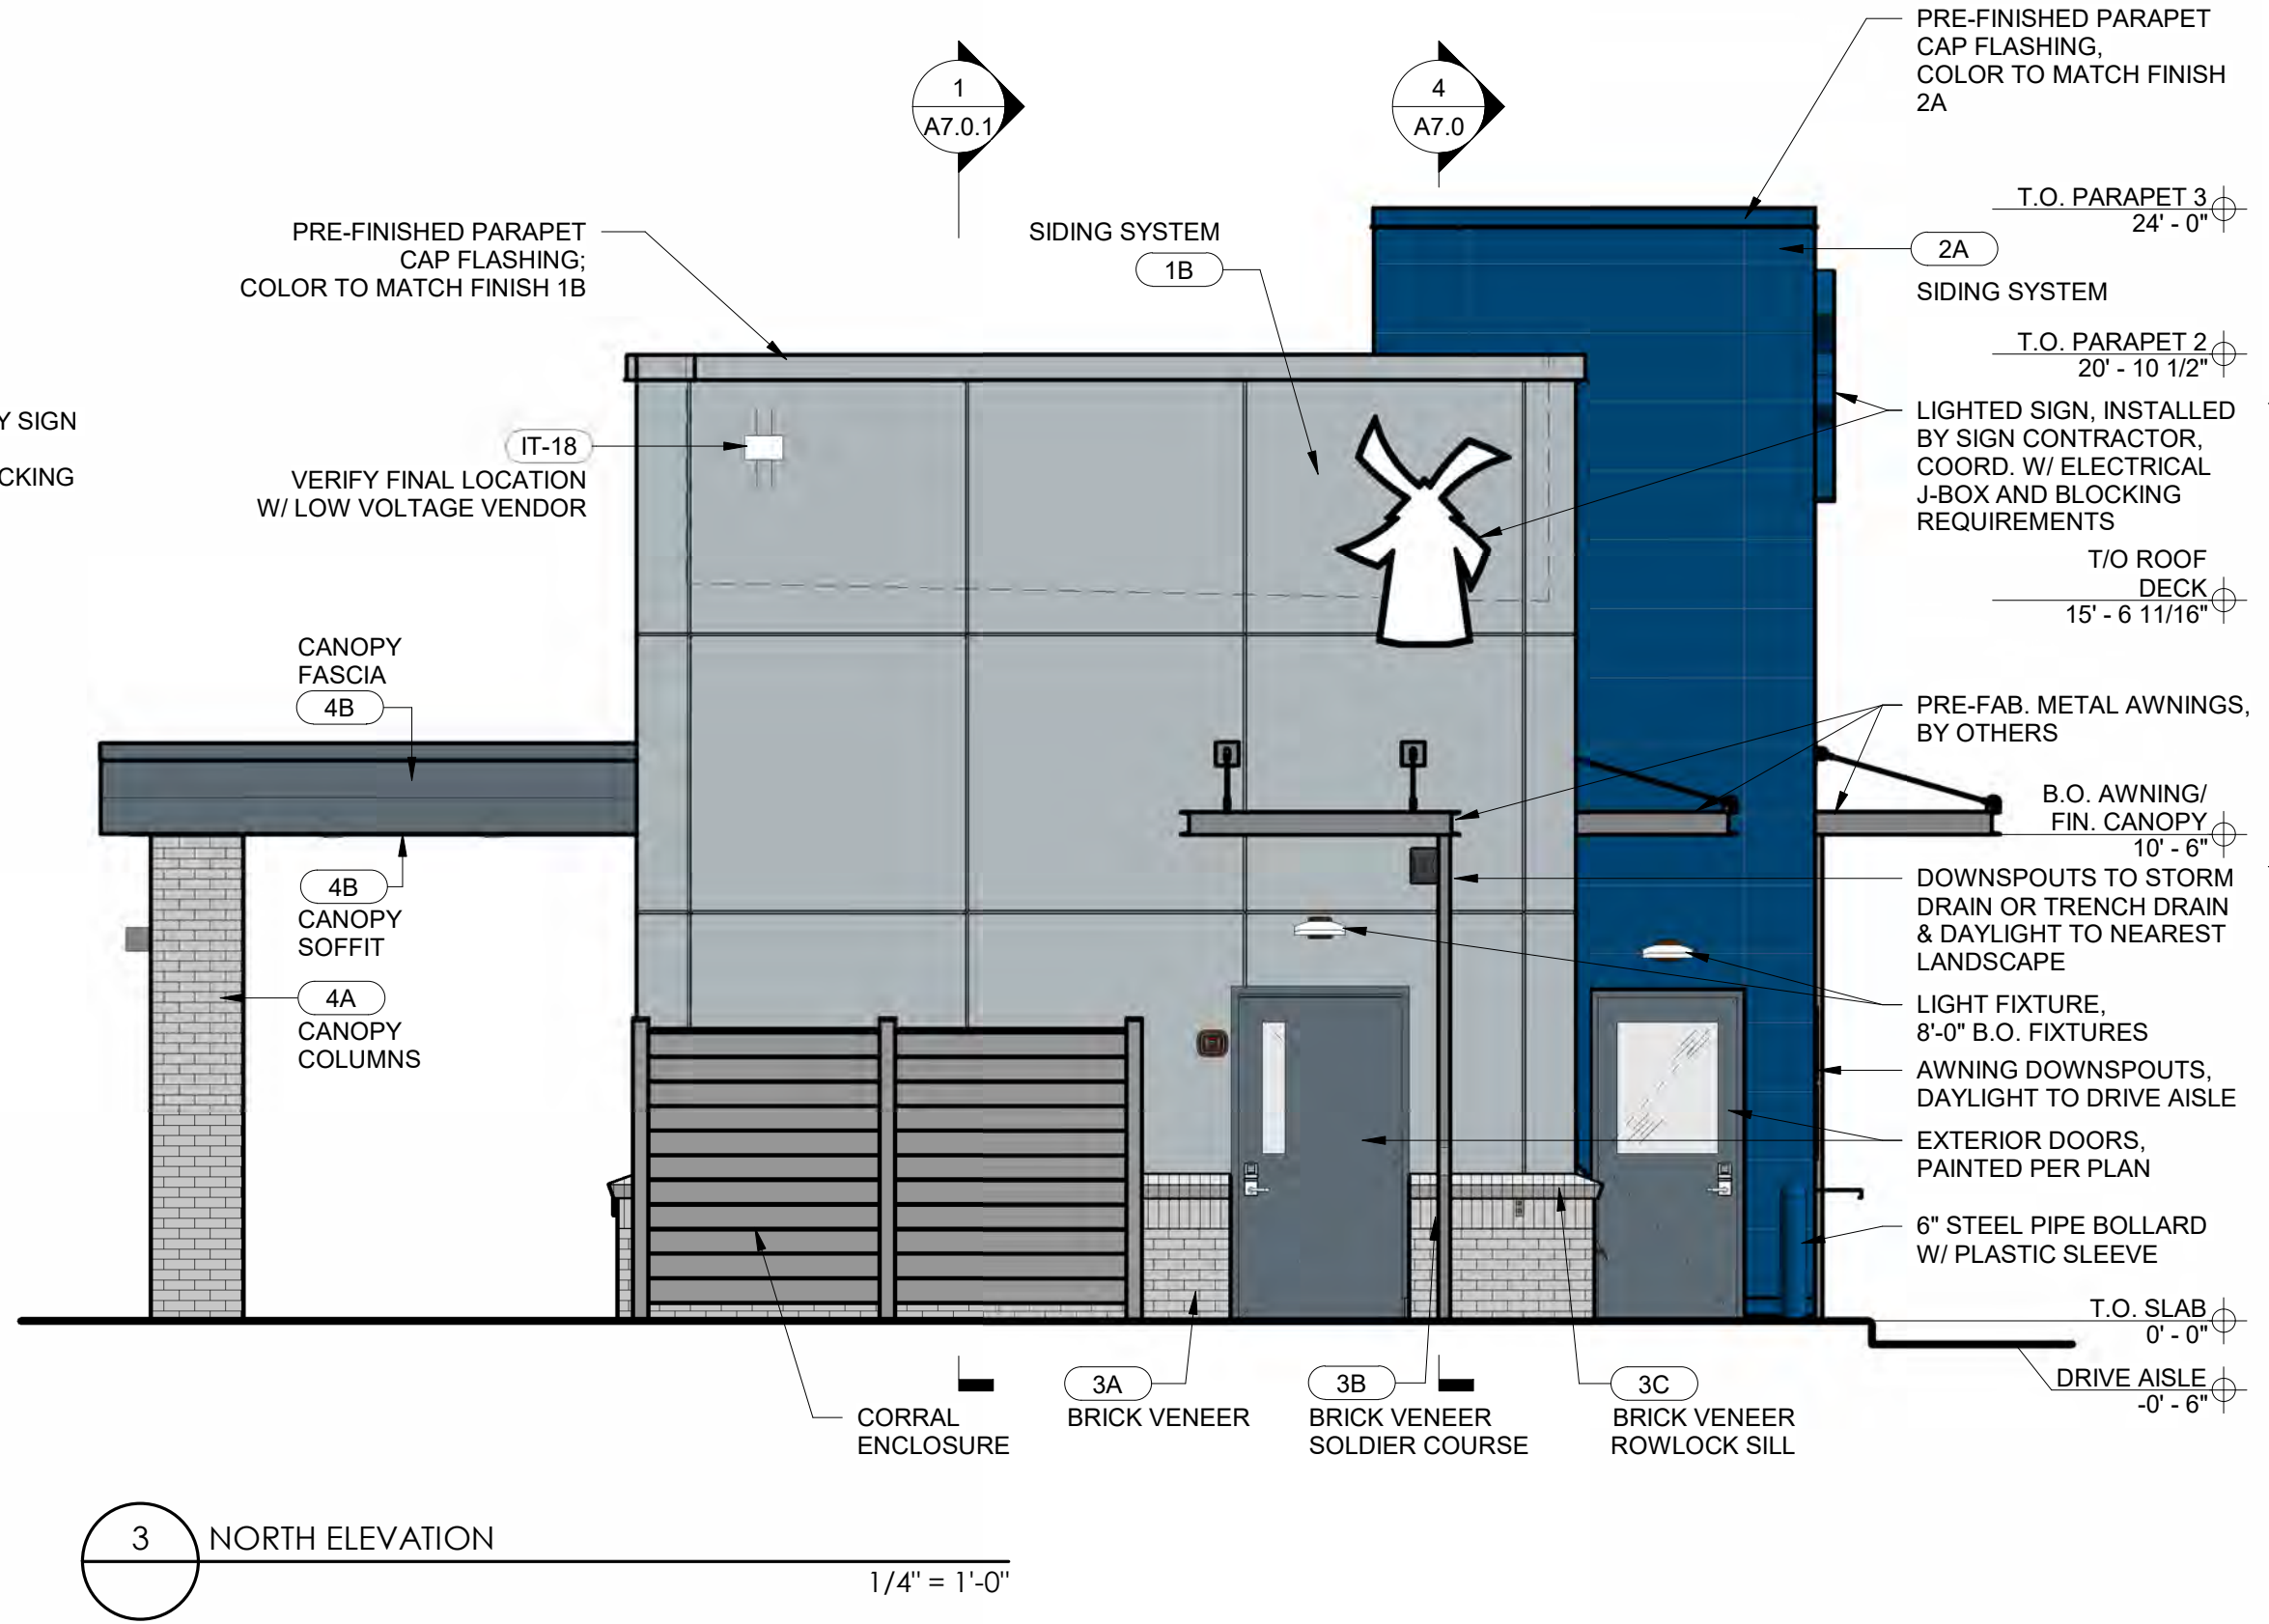 PRE-FINISHED PARAPET
CAP FLASHING,
COLOR TO MATCH FINISH
2A
1
A7.0.1
4
A7.0
T.O. PARAPET 3
24' - 0"
PRE-FINISHED PARAPET
CAP FLASHING;
COLOR TO MATCH FINISH 1B
SIDING SYSTEM
1B
2A
SIDING SYSTEM
T.O. PARAPET 2
20' - 10 1/2"
Y SIGN
CKING
IT-18
VERIFY FINAL LOCATION
W/ LOW VOLTAGE VENDOR
LIGHTED SIGN, INSTALLED
BY SIGN CONTRACTOR,
COORD. W/ ELECTRICAL
J-BOX AND BLOCKING
REQUIREMENTS
T/O ROOF
DECK
15' - 6 11/16"
CANOPY
FASCIA
4B
PRE-FAB. METAL AWNINGS,
BY OTHERS
B.O. AWNING/
FIN. CANOPY
10' - 6"
4B
CANOPY
SOFFIT
DOWNSPOUTS TO STORM
DRAIN OR TRENCH DRAIN
& DAYLIGHT TO NEAREST
LANDSCAPE
4A
CANOPY
COLUMNS
LIGHT FIXTURE,
8'-0" B.O. FIXTURES
AWNING DOWNSPOUTS,
DAYLIGHT TO DRIVE AISLE
EXTERIOR DOORS,
PAINTED PER PLAN
6" STEEL PIPE BOLLARD
W/ PLASTIC SLEEVE
T.O. SLAB
0' - 0"
DRIVE AISLE
-0' - 6"
CORRAL
ENCLOSURE
3A
BRICK VENEER
3B
BRICK VENEER
SOLDIER COURSE
3C
BRICK VENEER
ROWLOCK SILL
3
NORTH ELEVATION
1/4" = 1'-0"